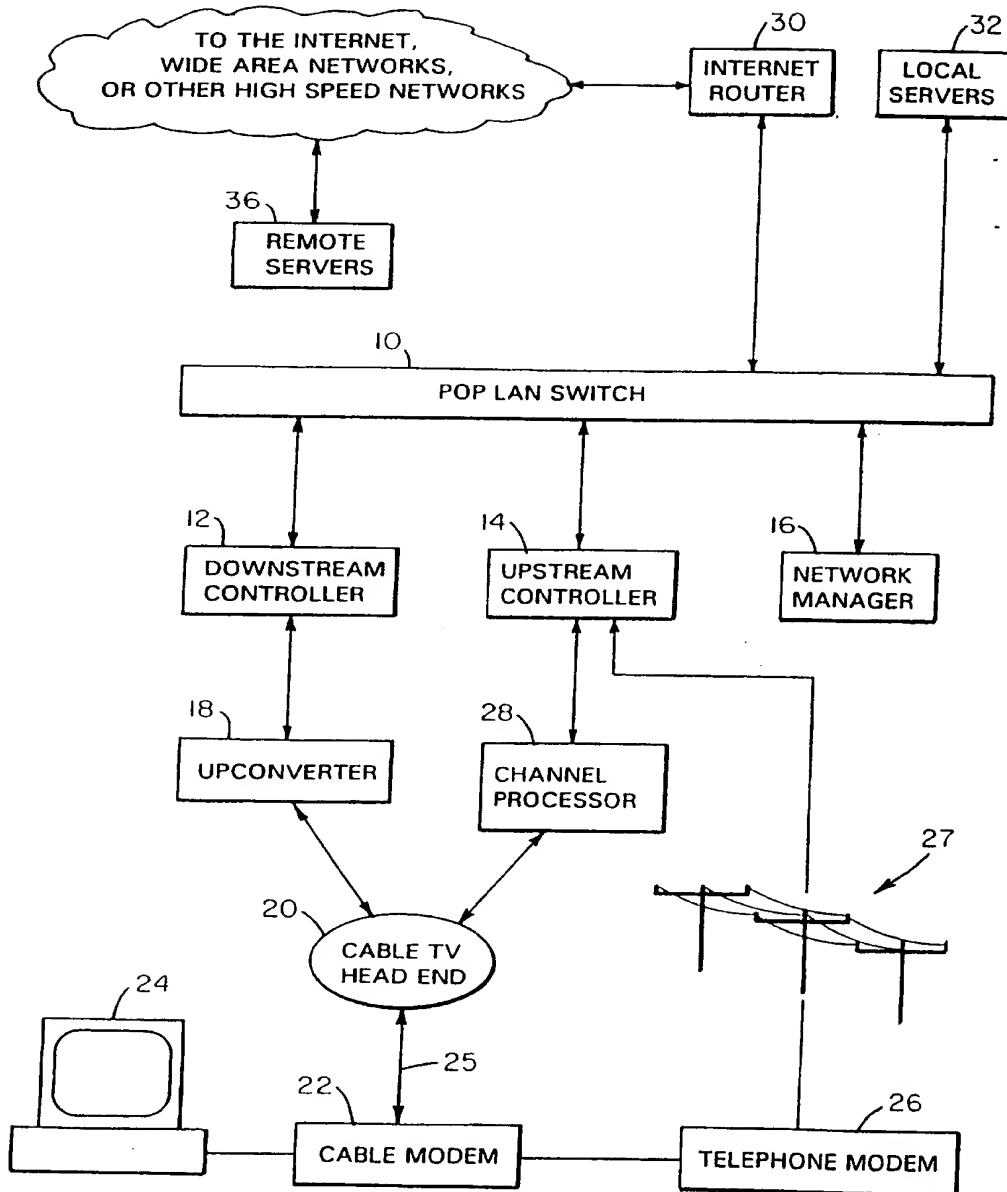 TO THE INTERNET,
WIDE AREA NETWORKS,
OR OTHER HIGH SPEED NETWORKS
30
INTERNET
ROUTER
32
LOCAL
SERVERS
36
REMOTE
SERVERS
10
POP LAN SWITCH
12
DOWNSTREAM
CONTROLLER
14
UPSTREAM
CONTROLLER
16
NETWORK
MANAGER
18
UPCONVERTER
28
CHANNEL
PROCESSOR
27
20
CABLE TV
HEAD END
24
25
22
CABLE MODEM
26
TELEPHONE MODEM